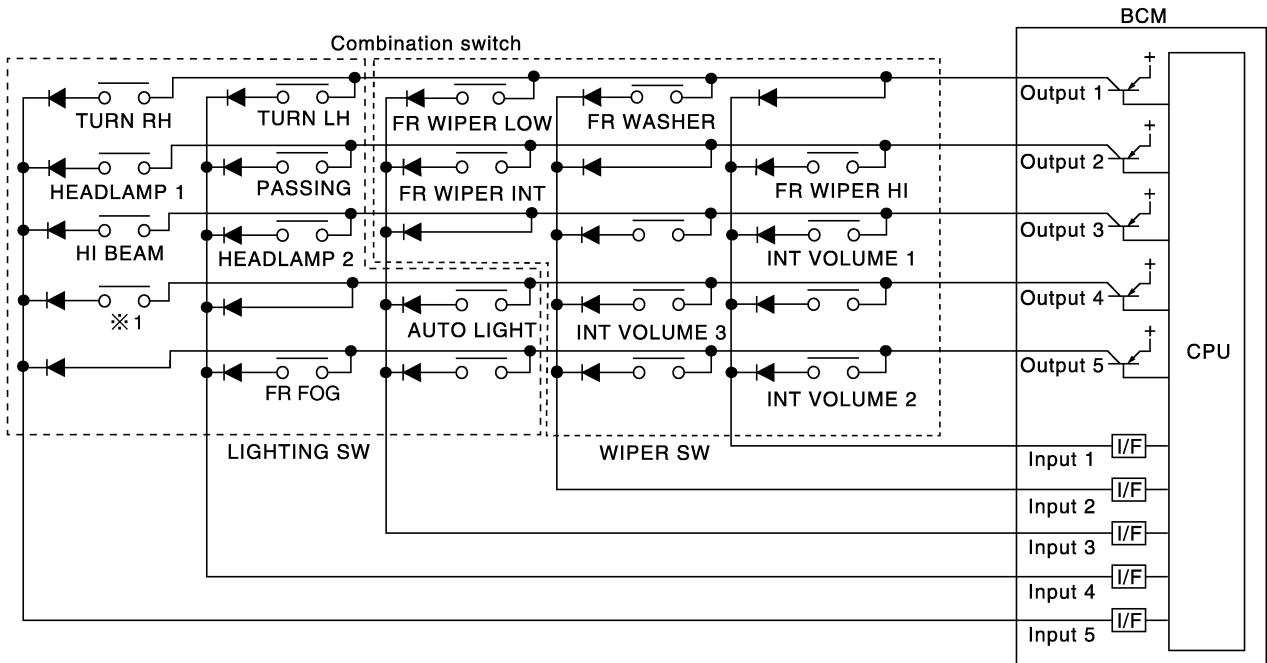 BCM
Combination switch
+
TURN RH
TURN LH
FR WIPER LOW
FR WASHER
Output 1
+
HEADLAMP 1
PASSING
FR WIPER INT
FR WIPER HI
Output 2
+
HI BEAM
HEADLAMP 2
INT VOLUME 1
Output 3
+
※1
AUTO LIGHT
INT VOLUME 3
Output 4
+
CPU
FR FOG
INT VOLUME 2
Output 5
LIGHTING SW
WIPER SW
Input 1
I/F
Input 2
I/F
Input 3
I/F
Input 4
I/F
Input 5
I/F